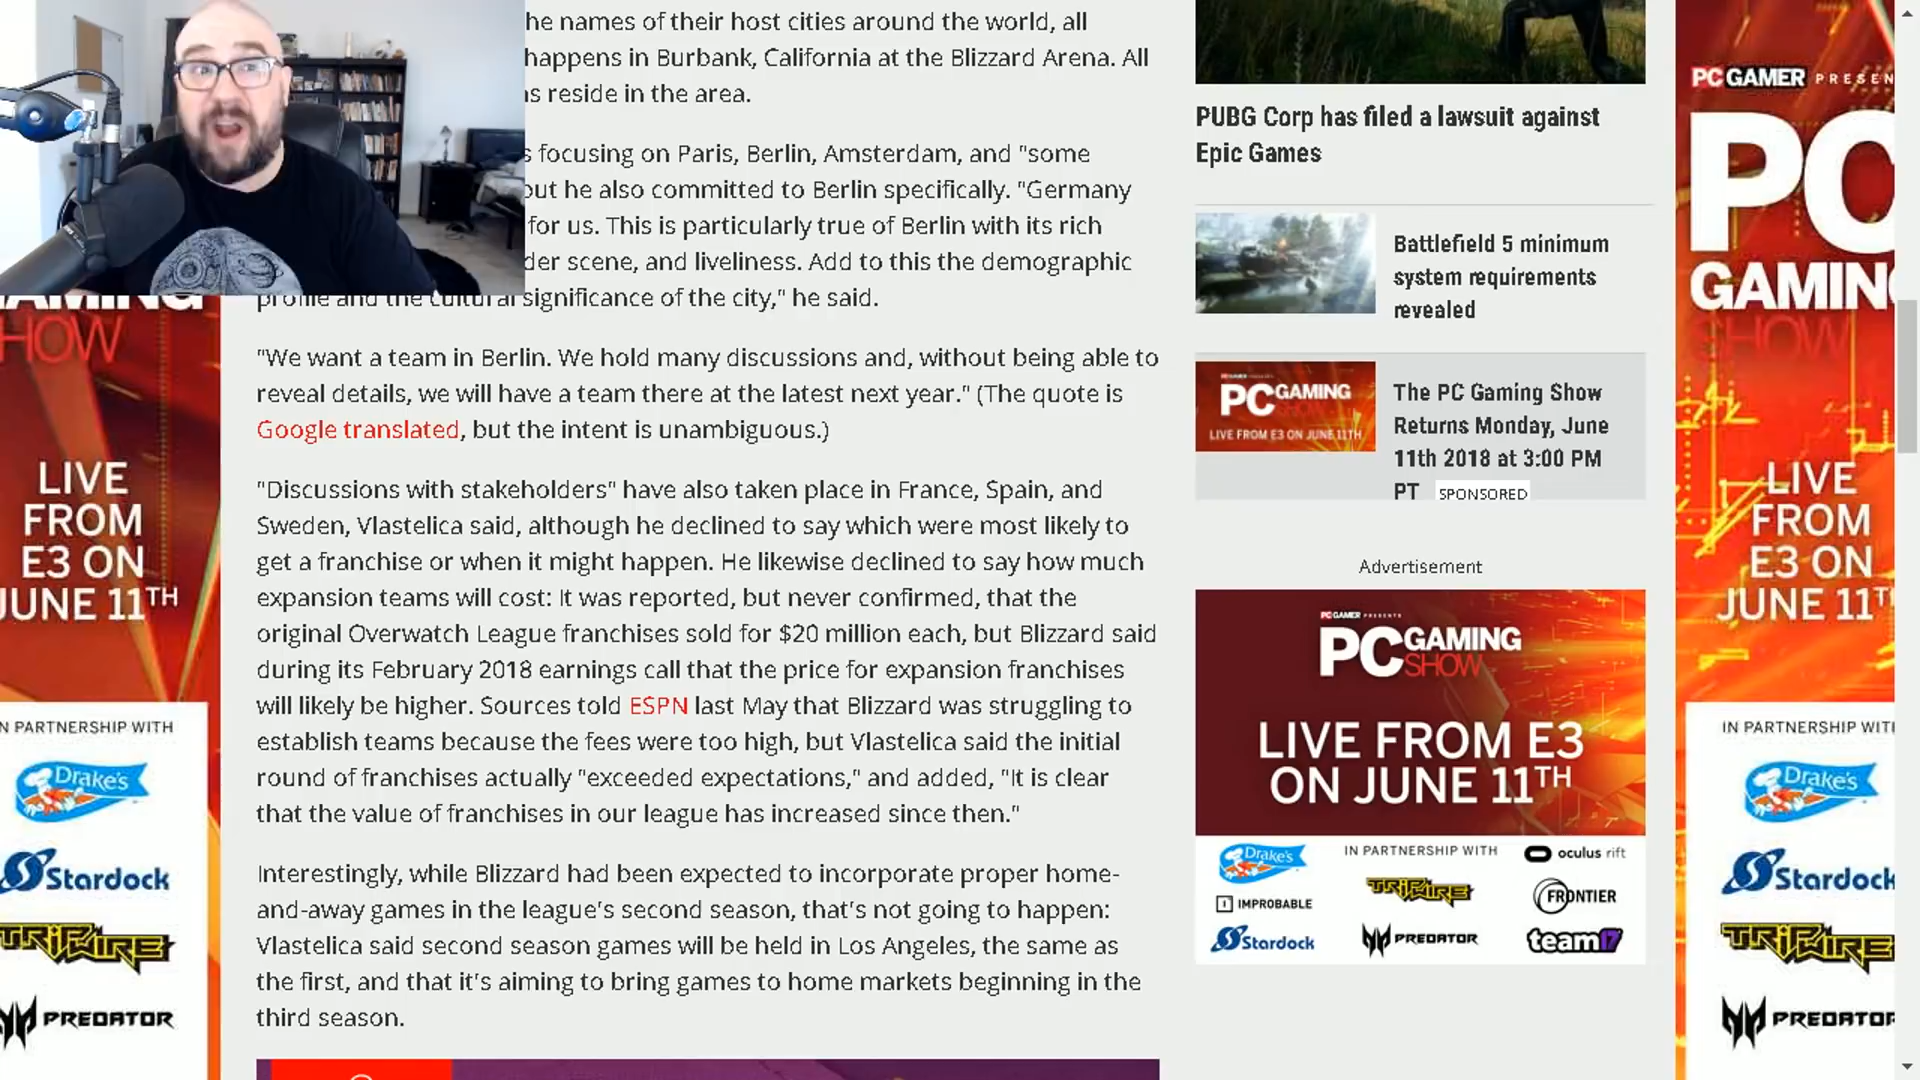 he names of their host cities around the world, all
happens in Burbank, California at the Blizzard Arena. All
s reside in the area.
s focusing on Paris, Berlin, Amsterdam, and "some
but he also committed to Berlin specifically. "Germany
for us. This is particularly true of Berlin with its rich
der scene, and liveliness. Add to this the demographic
profile and the cultural significance of the city," he said.
"We want a team in Berlin. We hold many discussions and, without being able to
reveal details, we will have a team there at the latest next year." (The quote is
Google translated, but the intent is unambiguous.)
"Discussions with stakeholders" have also taken place in France, Spain, and
Sweden, Vlastelica said, although he declined to say which were most likely to
get a franchise or when it might happen. He likewise declined to say how much
expansion teams will cost: It was reported, but never confirmed, that the
original Overwatch League franchises sold for $20 million each, but Blizzard said
during its February 2018 earnings call that the price for expansion franchises
will likely be higher. Sources told ESPN last May that Blizzard was struggling to
establish teams because the fees were too high, but Vlastelica said the initial
round of franchises actually "exceeded expectations," and added, "It is clear
that the value of franchises in our league has increased since then."
Interestingly, while Blizzard had been expected to incorporate proper home-
and-away games in the league's second season, that's not going to happen:
Vlastelica said second season games will be held in Los Angeles, the same as
the first, and that it's aiming to bring games to home markets beginning in the
third season.
PUBG Corp has filed a lawsuit against
Epic Games
Battlefield 5 minimum
system requirements
revealed
PC GAMING
SHOW
LIVE FROM E3 ON JUNE 11TH
The PC Gaming Show
Returns Monday, June
11th 2018 at 3:00 PM
PT SPONSORED
Advertisement
PC GAMER PRESENTS
PC GAMING
SHOW
LIVE FROM E3
ON JUNE 11TH
Drake's
IN PARTNERSHIP WITH
oculus rift
IMPROBABLE
TRIPWIRE
FRONTIER
Stardock
PREDATOR
team17
GAMING
SHOW
LIVE
FROM
E3 ON
JUNE 11TH
IN PARTNERSHIP WITH
Drake's
Stardock
TRIPWIRE
PREDATOR
PC GAMER PRESEN
PC
GAMING
SHOW
LIVE
FROM
E3 ON
JUNE 11T
IN PARTNERSHIP WITH
Drake's
Stardock
TRIPWIRE
PREDATOR